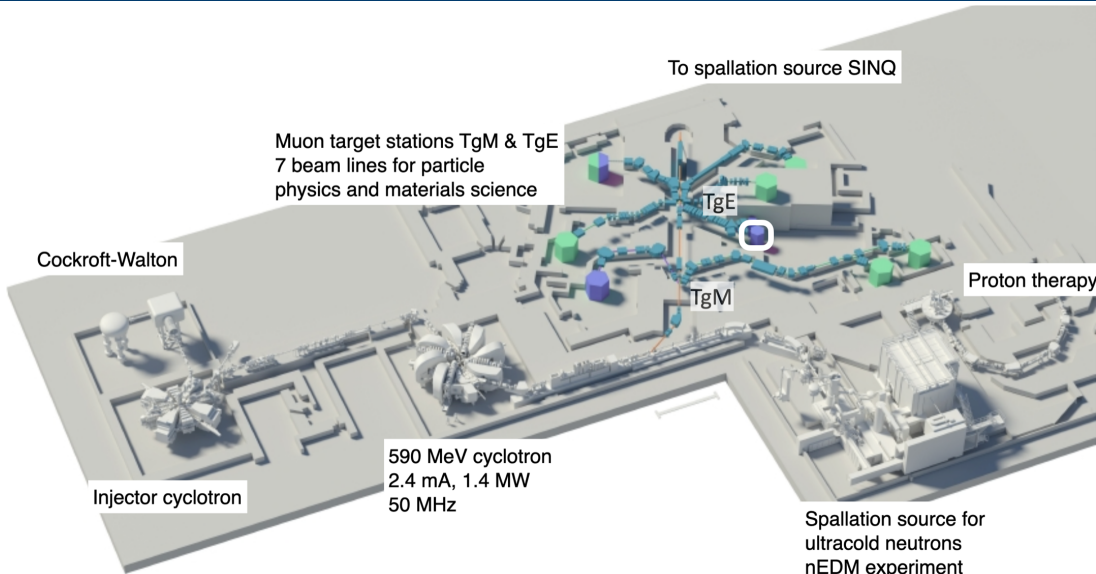 To spallation source SINQ
Muon target stations TgM & TgE
7 beam lines for particle
physics and materials science
TgE
Cockroft-Walton
Proton therapy
TgM
590 MeV cyclotron
2.4 mA, 1.4 MW
50 MHz
Injector cyclotron
Spallation source for
ultracold neutrons
nEDM experiment